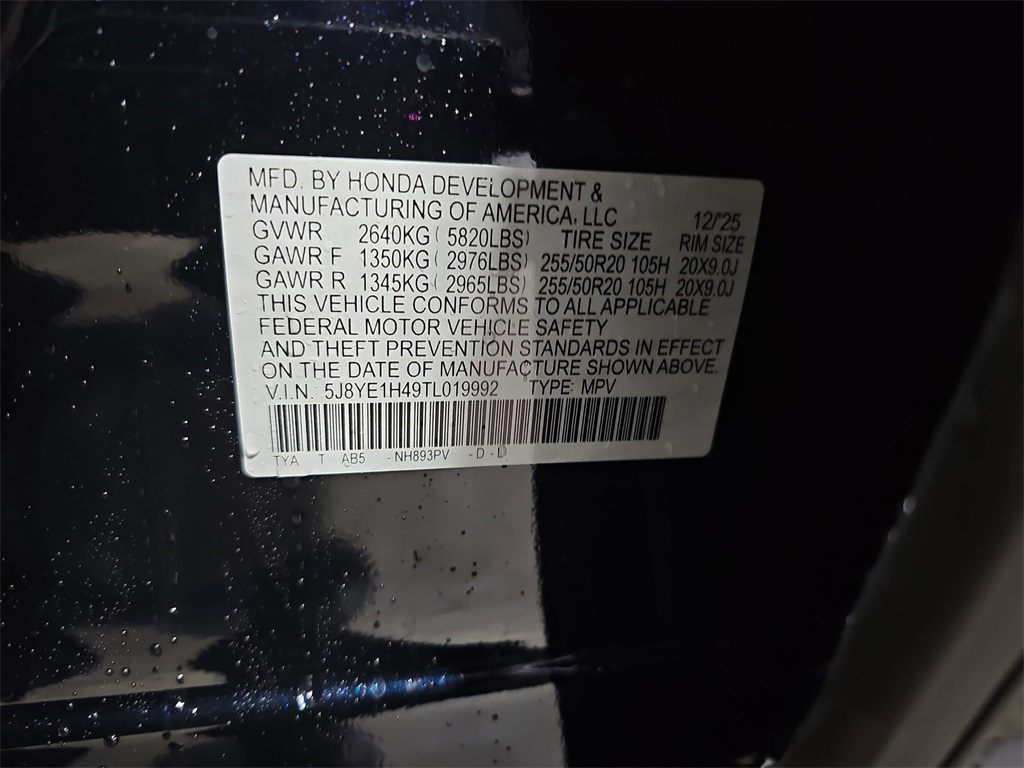 MFD. BY HONDA DEVELOPMENT &
MANUFACTURING OF AMERICA, LLC 12/'25
GVWR 2640KG ( 5820LBS) TIRE SIZE RIM SIZE
GAWR F 1350KG ( 2976LBS) 255/50R20 105H 20X9.0J
GAWR R 1345KG ( 2965LBS) 255/50R20 105H 20X9.0J
THIS VEHICLE CONFORMS TO ALL APPLICABLE
FEDERAL MOTOR VEHICLE SAFETY
AND THEFT PREVENTION STANDARDS IN EFFECT
ON THE DATE OF MANUFACTURE SHOWN ABOVE.
V.I.N. 5J8YE1H49TL019992 TYPE: MPV
TYA T AB5 -NH893PV -D -D